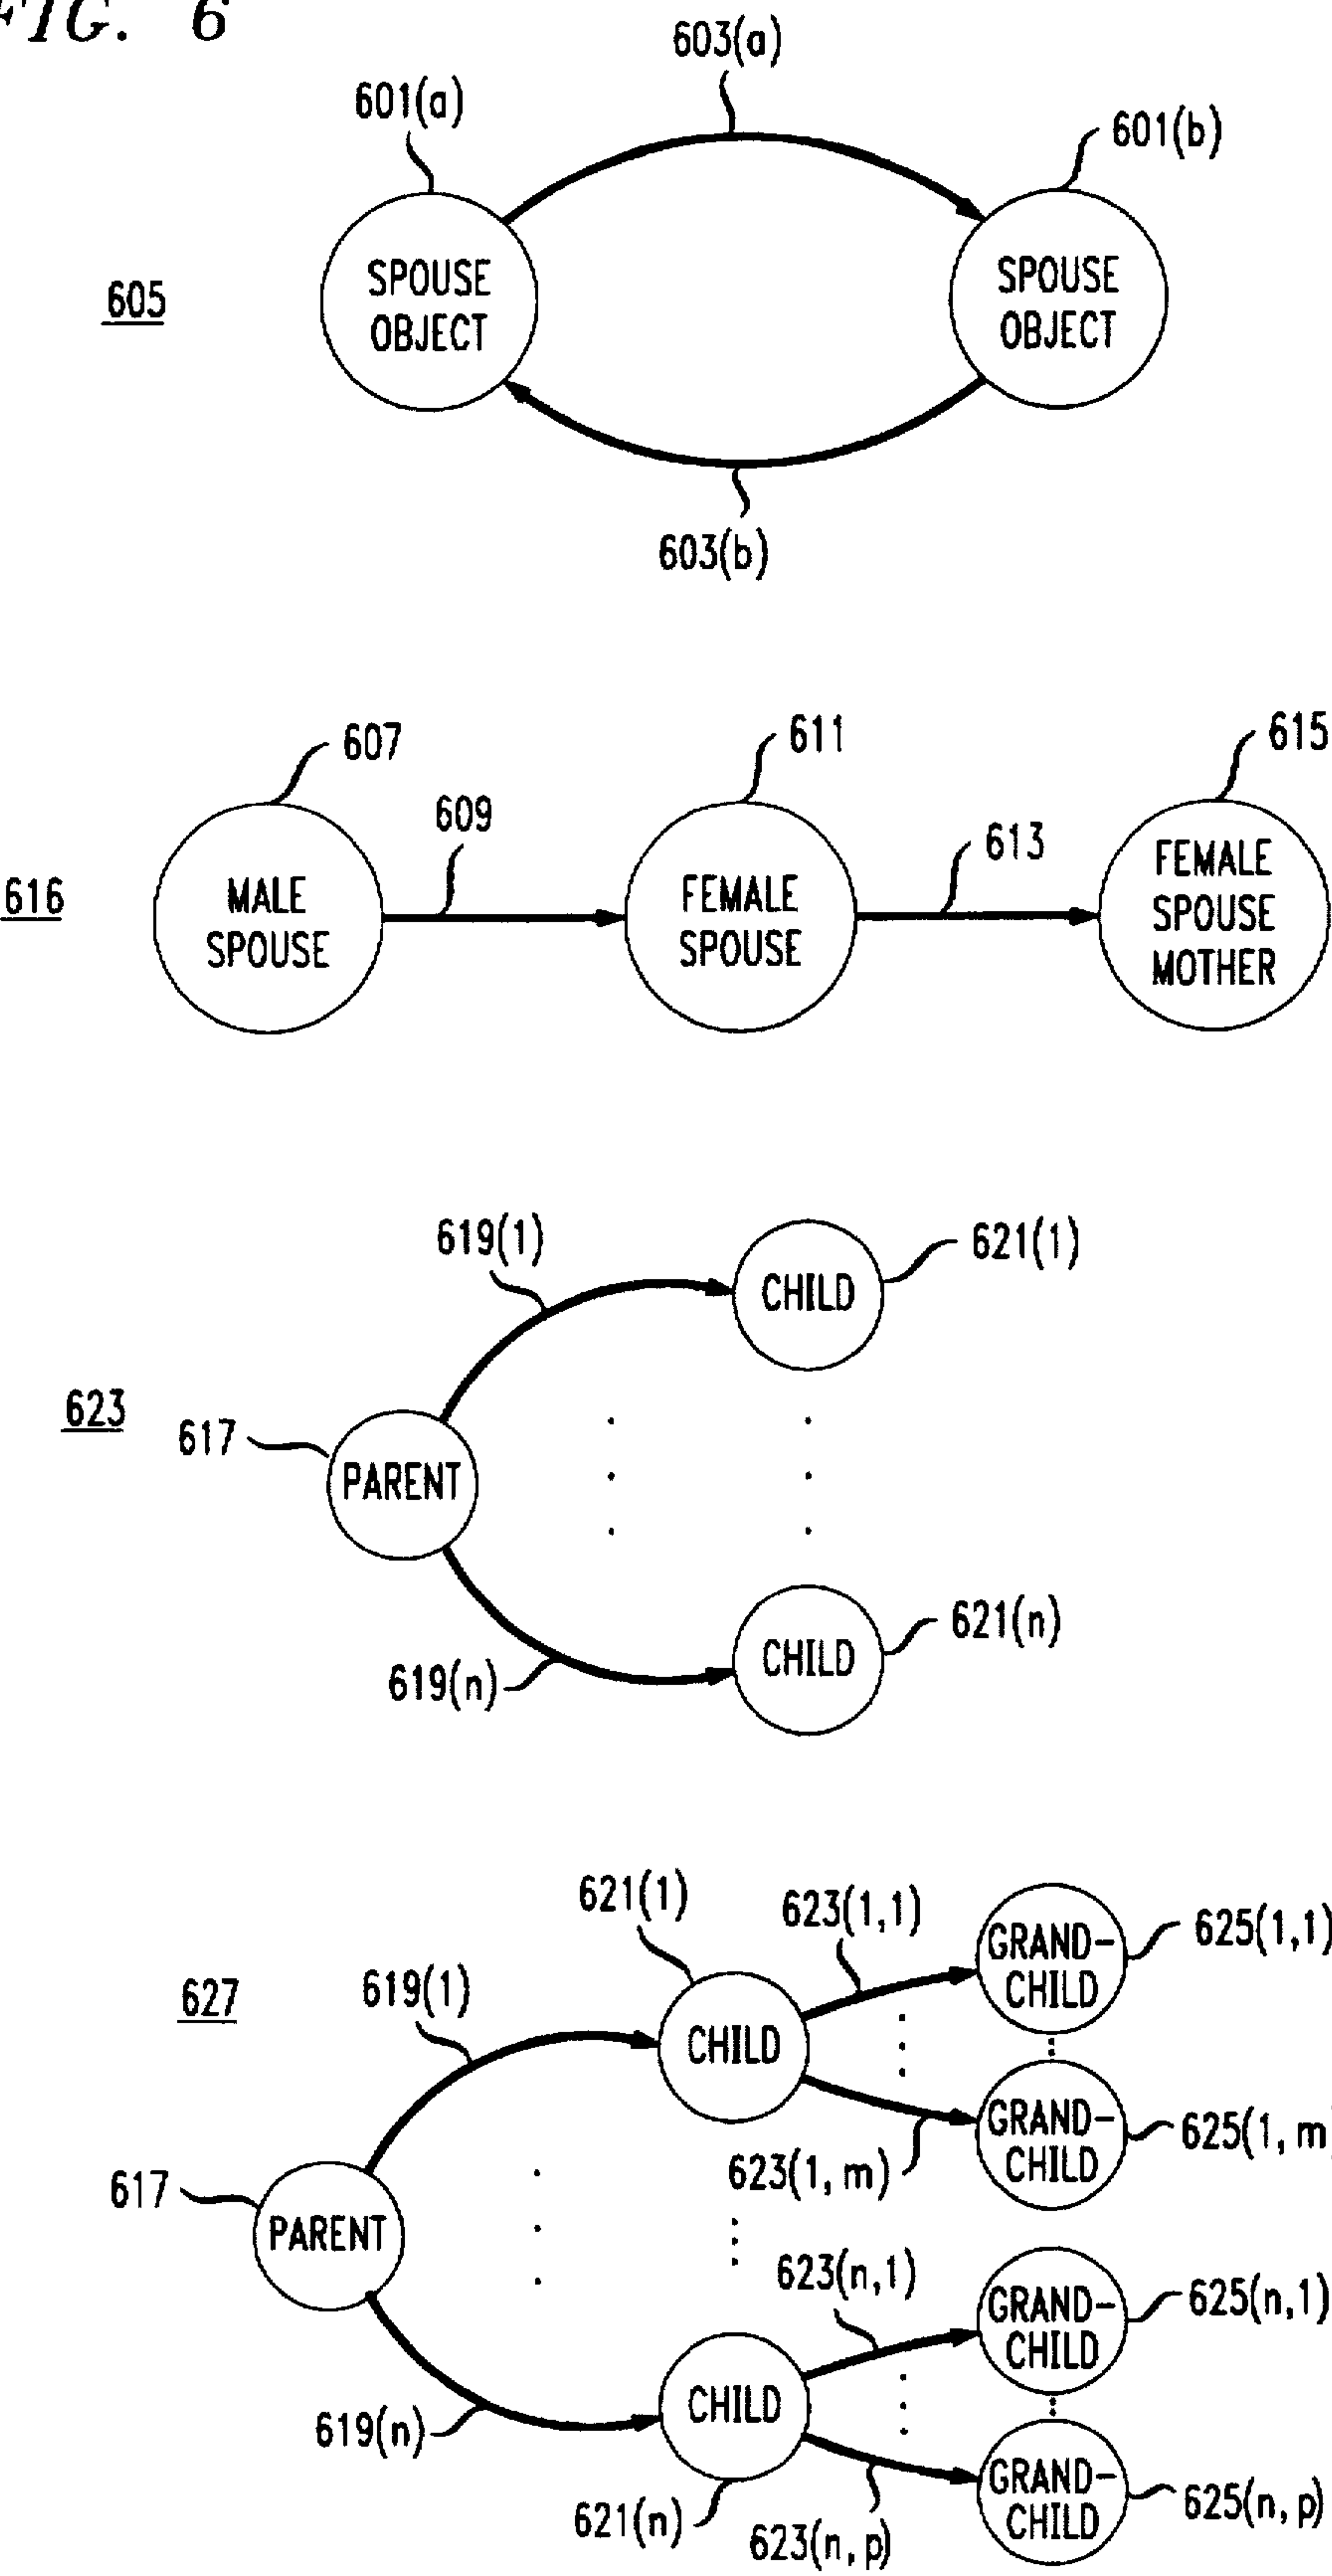 FIG. 6
603(a)
601(a)
601(b)
SPOUSE
OBJECT
SPOUSE
OBJECT
605
603(b)
607
611
615
609
613
616
MALE
SPOUSE
FEMALE
SPOUSE
FEMALE
SPOUSE
MOTHER
619(1)
621(1)
CHILD
623
617
PARENT
621(n)
CHILD
619(n)
621(1)
623(1,1)
GRAND-
CHILD
625(1,1)
627
619(1)
CHILD
623(1,m)
GRAND-
CHILD
625(1,m
617
PARENT
623(n,1)
GRAND-
CHILD
625(n,1)
CHILD
619(n)
621(n)
623(n,p)
GRAND-
CHILD
625(n,p)